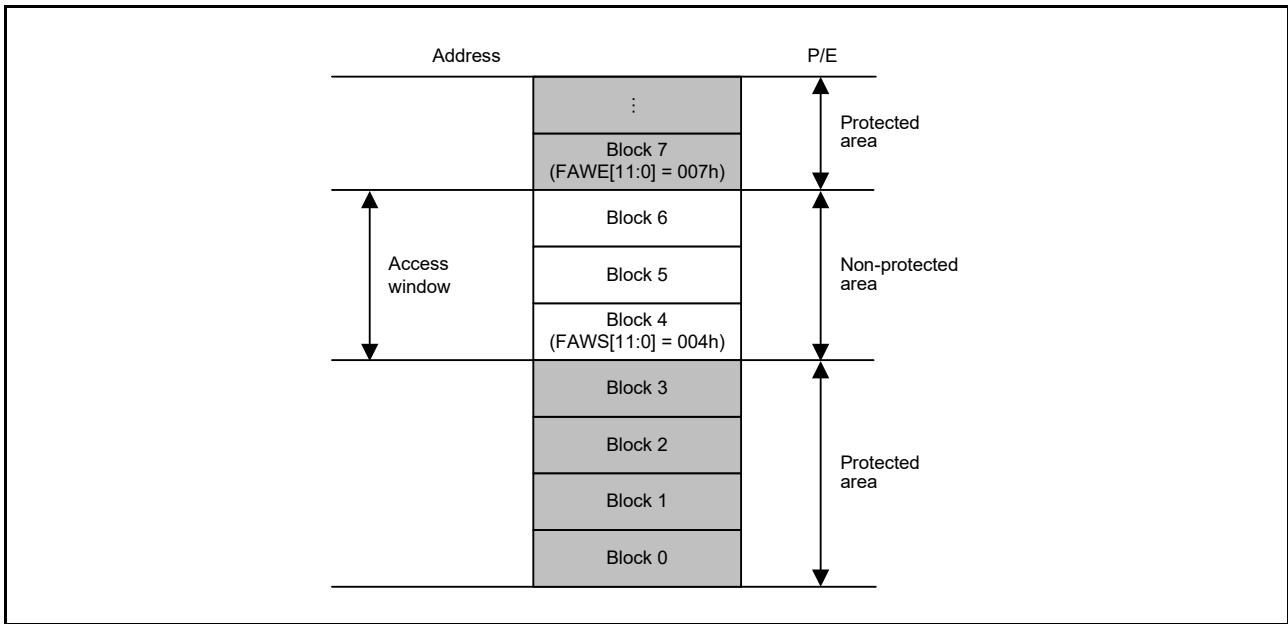 Address
P/E
⋮
Protected
area
Block 7
(FAWE[11:0] = 007h)
Block 6
Access
window
Block 5
Non-protected
area
Block 4
(FAWS[11:0] = 004h)
Block 3
Block 2
Protected
area
Block 1
Block 0